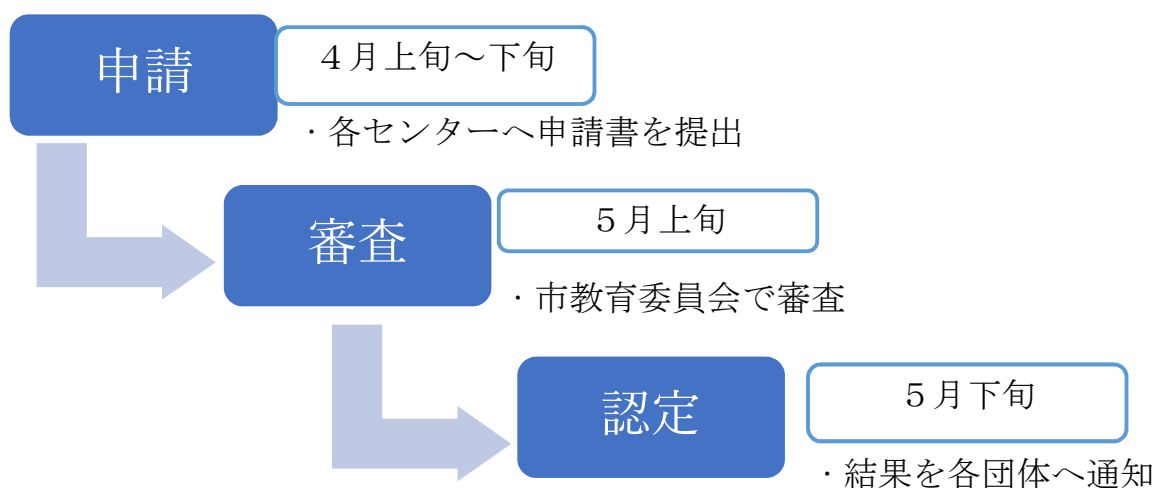 申請
４月上旬～下旬
・各センターへ申請書を提出
審査
５月上旬
・市教育委員会で審査
認定
５月下旬
・結果を各団体へ通知